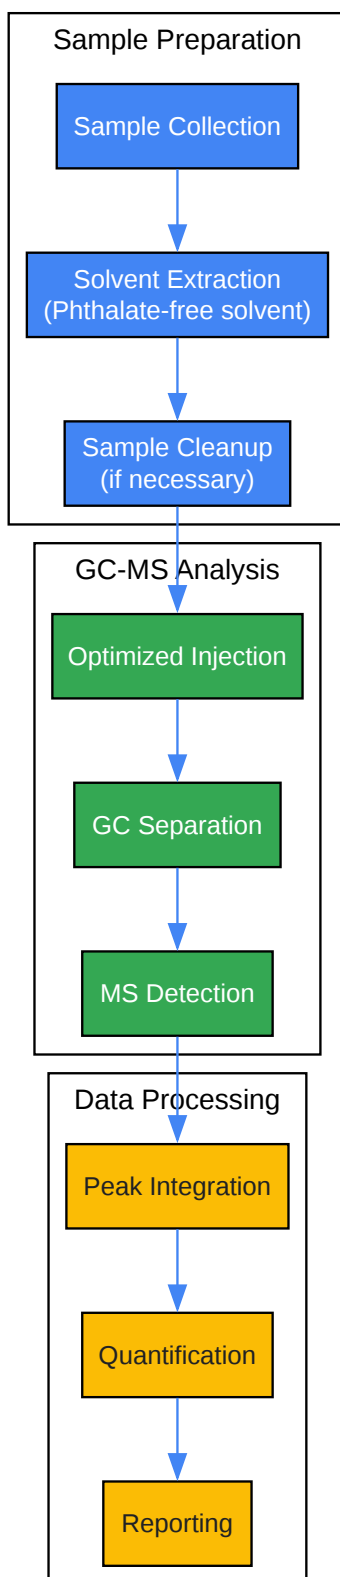 Sample Preparation
Sample Collection
Solvent Extraction
(Phthalate-free solvent)
Sample Cleanup
(if necessary)
GC-MS Analysis
Optimized Injection
GC Separation
MS Detection
Data Processing
Peak Integration
Quantification
Reporting